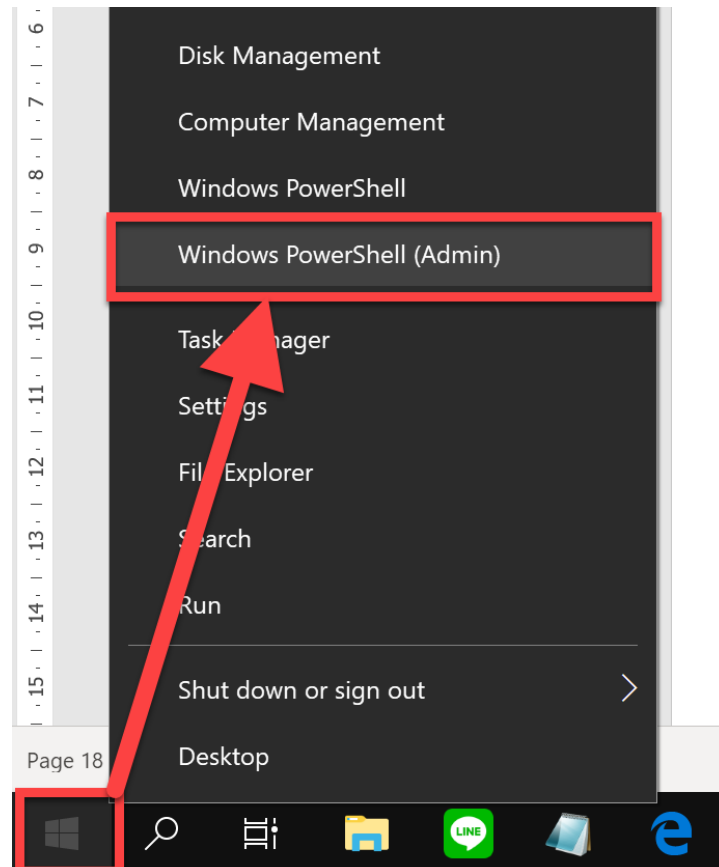 6
7
8
9
10
11
12
13
14
15
Disk Management
Computer Management
Windows PowerShell
Windows PowerShell (Admin)
Task Manager
Settings
File Explorer
Search
Run
Shut down or sign out
Desktop
Page 18
LINE